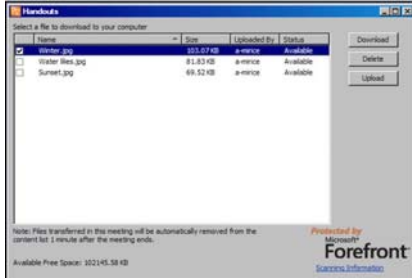 Handouts
Select a file to download to your computer
Name Size Uploaded By Status
Winter.jpg 103.07 KB a-mirice Available
Water lilies.jpg 81.83 KB a-mirice Available
Sunset.jpg 69.52 KB a-mirice Available
Download
Delete
Upload
Note: Files transferred in this meeting will be automatically removed from the
content list 1 minute after the meeting ends.
Available Free Space: 102145.58 KB
Protected by
Microsoft
Forefront
Scanning Information